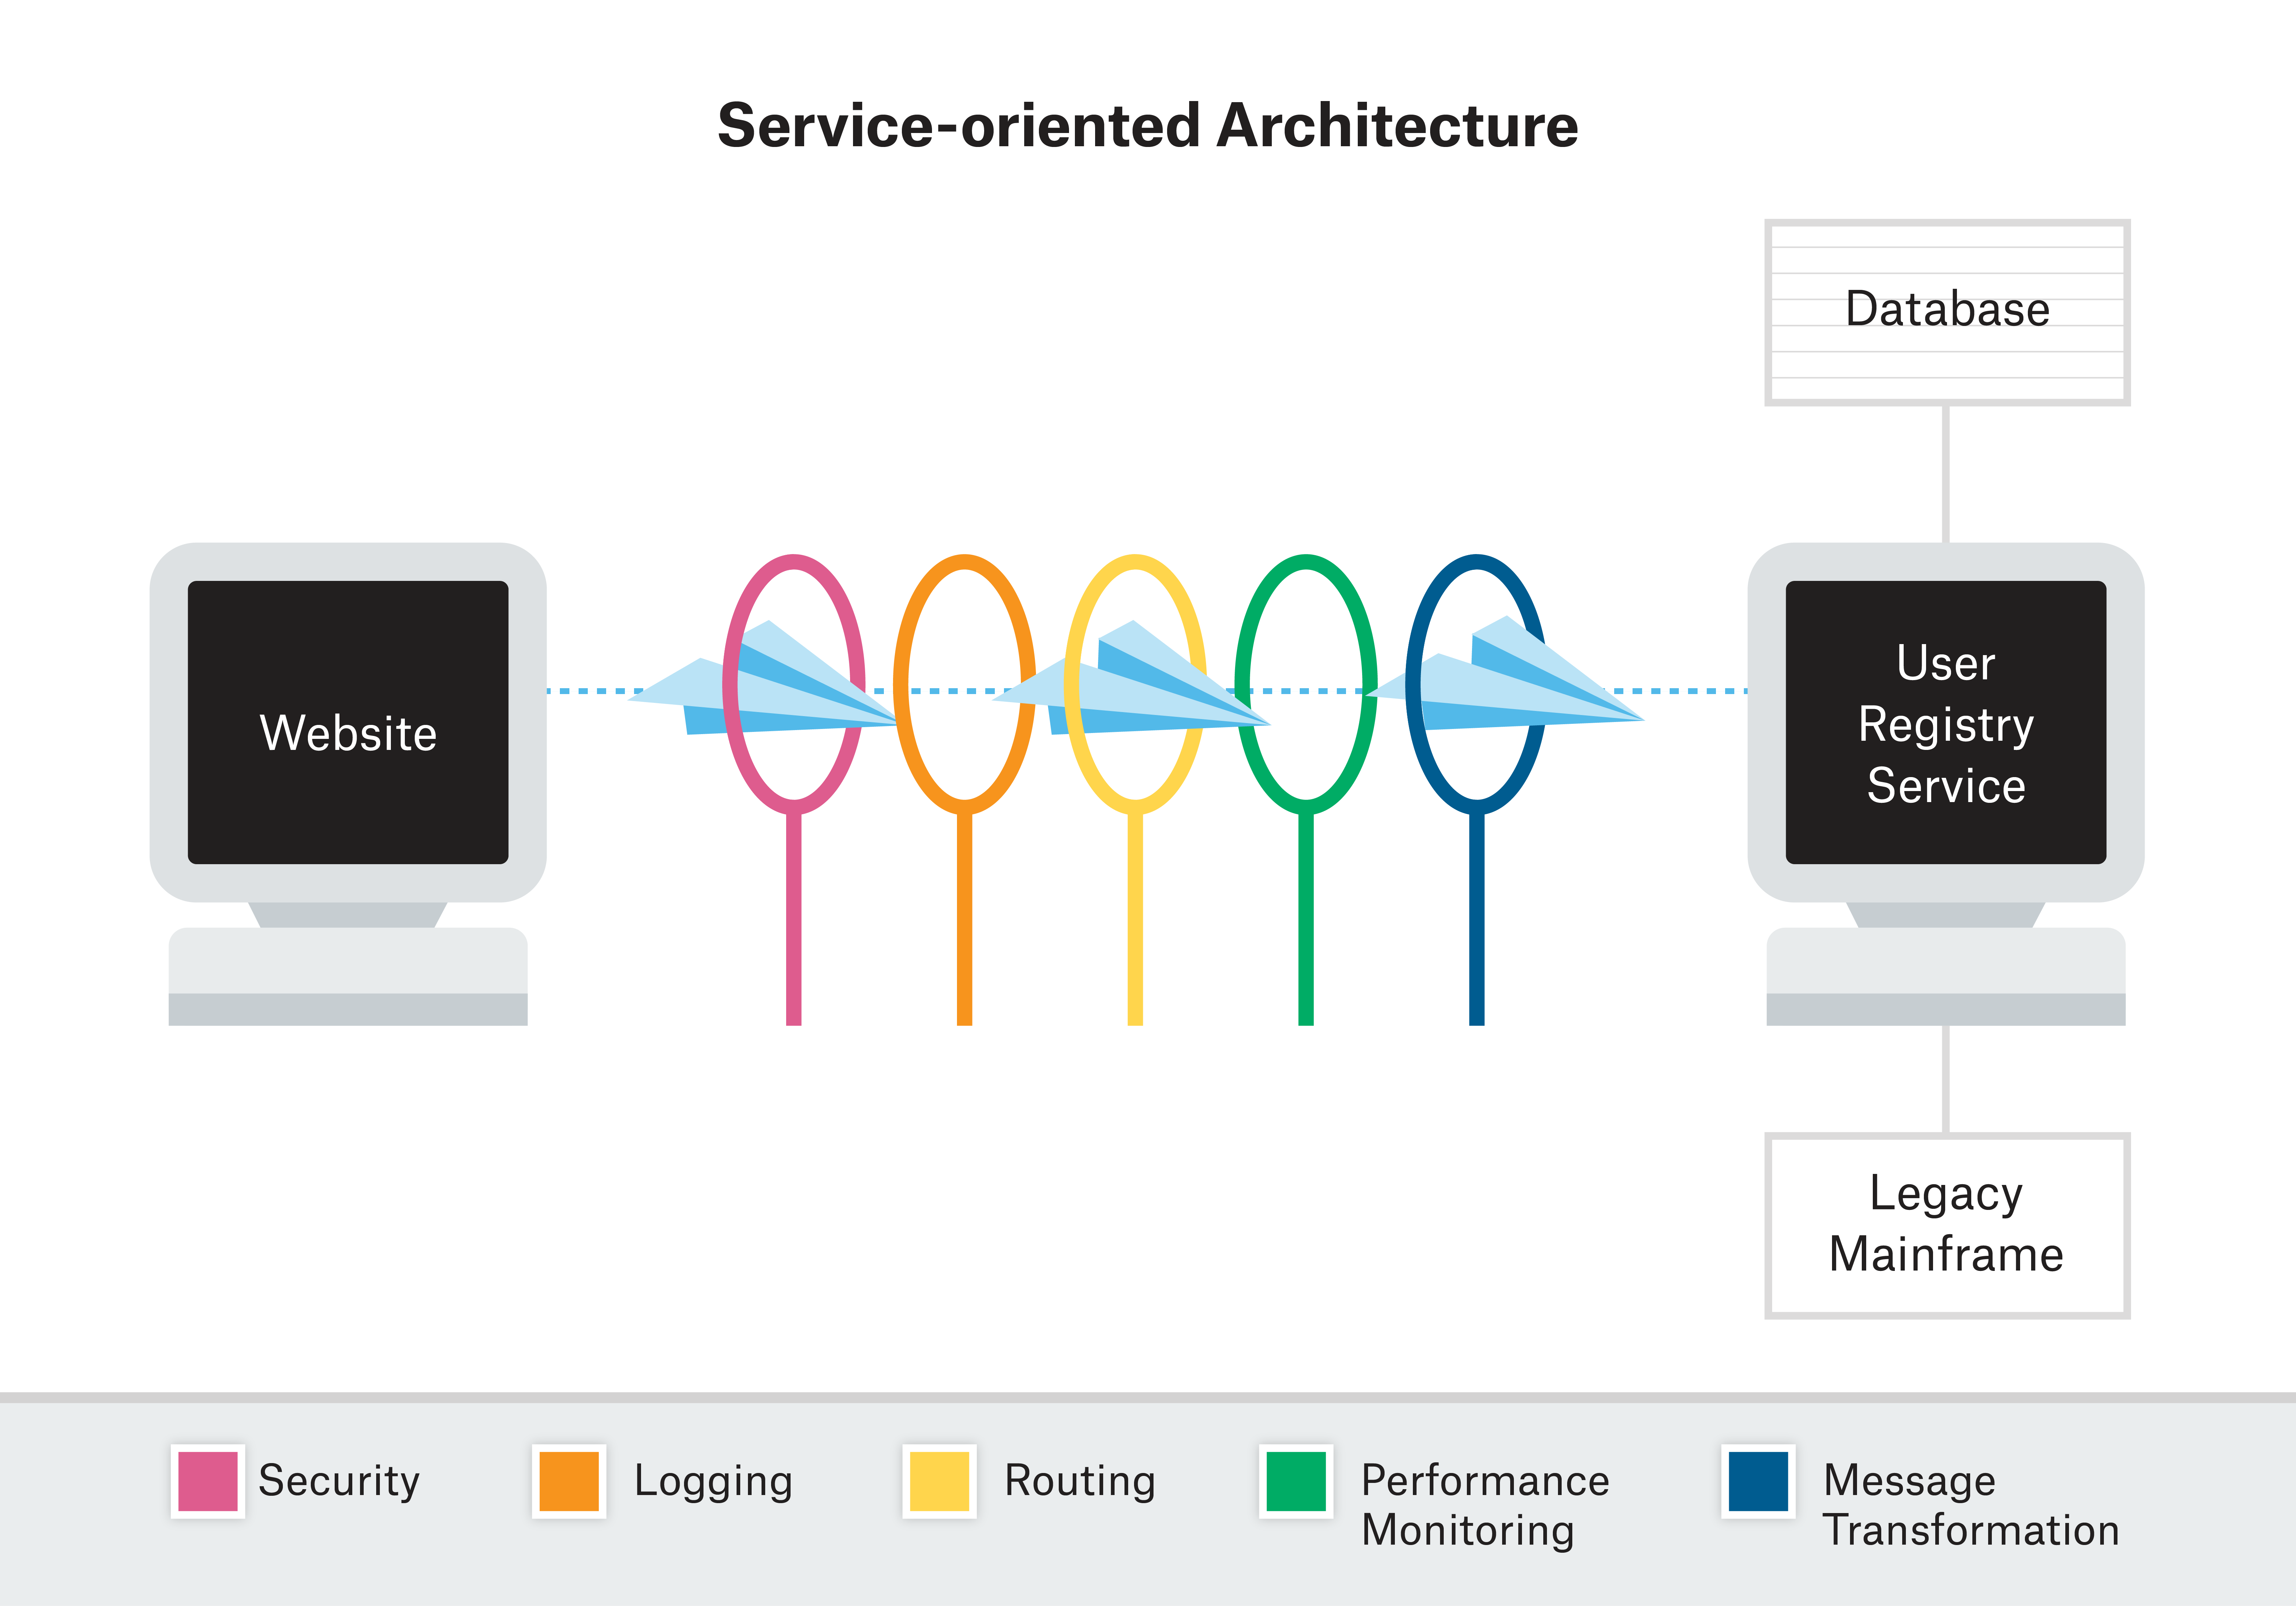 Service-oriented Architecture
Database
Website
User
Registry
Service
Legacy
Mainframe
Security
Logging
Routing
Performance
Monitoring
Message
Transformation